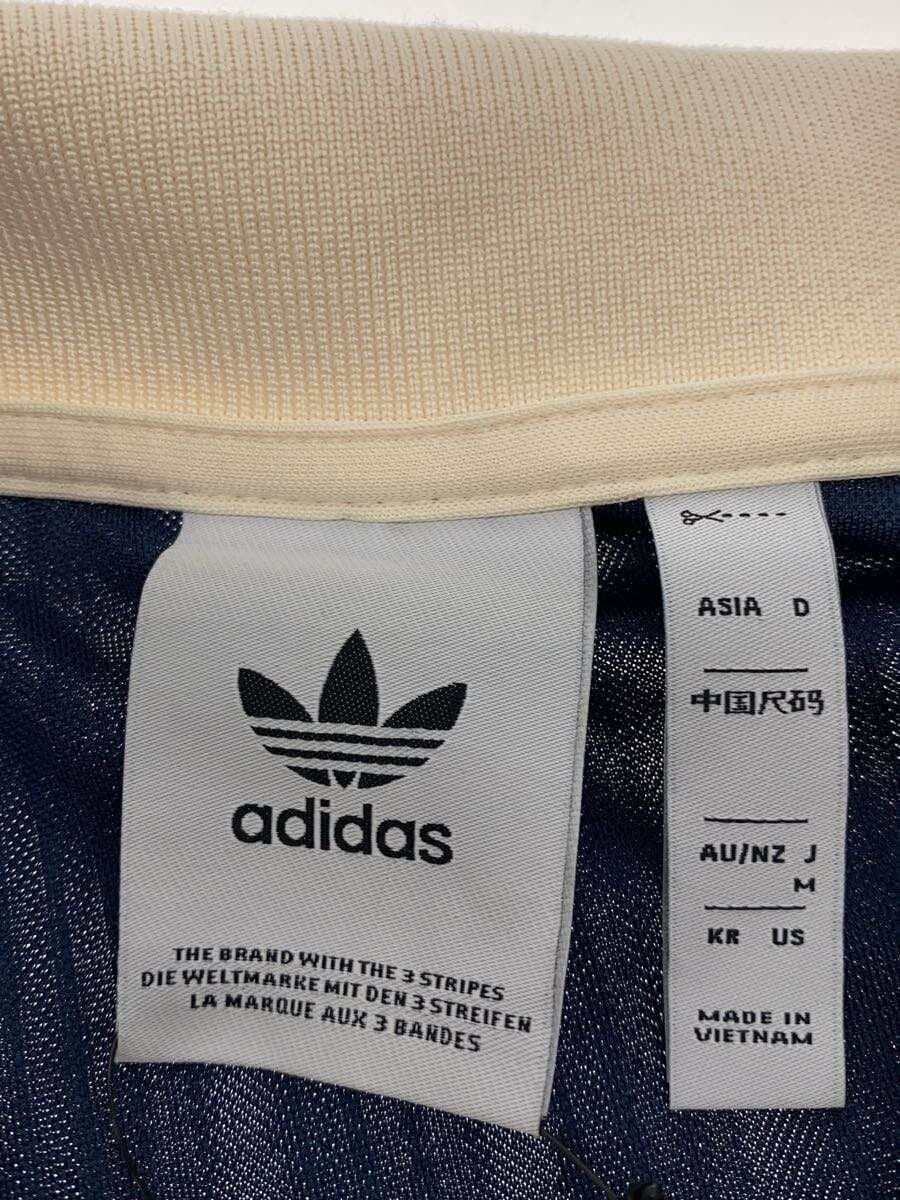 adidas
THE BRAND WITH THE 3 STRIPES
DIE WELTMARKE MIT DEN 3 STREIFEN
LA MARQUE AUX 3 BANDES
ASIA D
中国尺码
AU/NZ J
M
KR US
MADE IN
VIETNAM